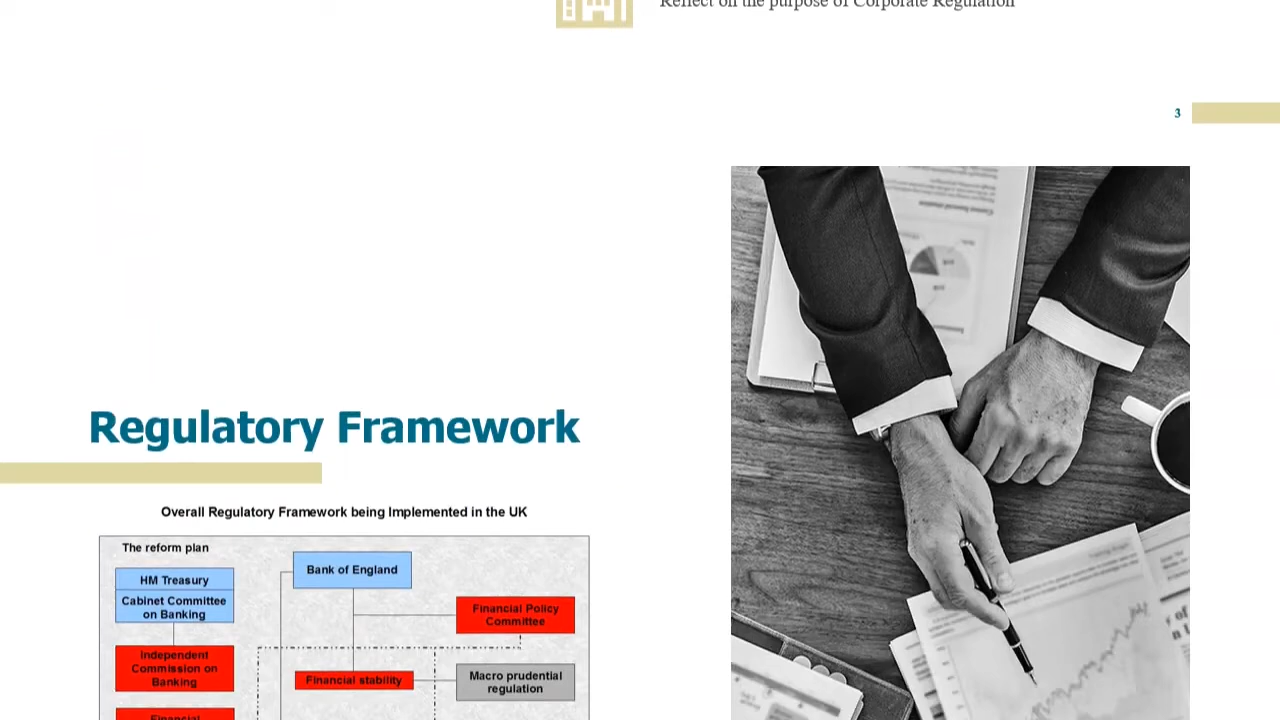 Reflect on the purpose of Corporate Regulation
3
Regulatory Framework
Overall Regulatory Framework being Implemented in the UK
The reform plan
HM Treasury
Cabinet Committee
on Banking
Independent
Commission on
Banking
Financial
Bank of England
Financial Policy
Committee
Financial stability
Macro prudential
regulation